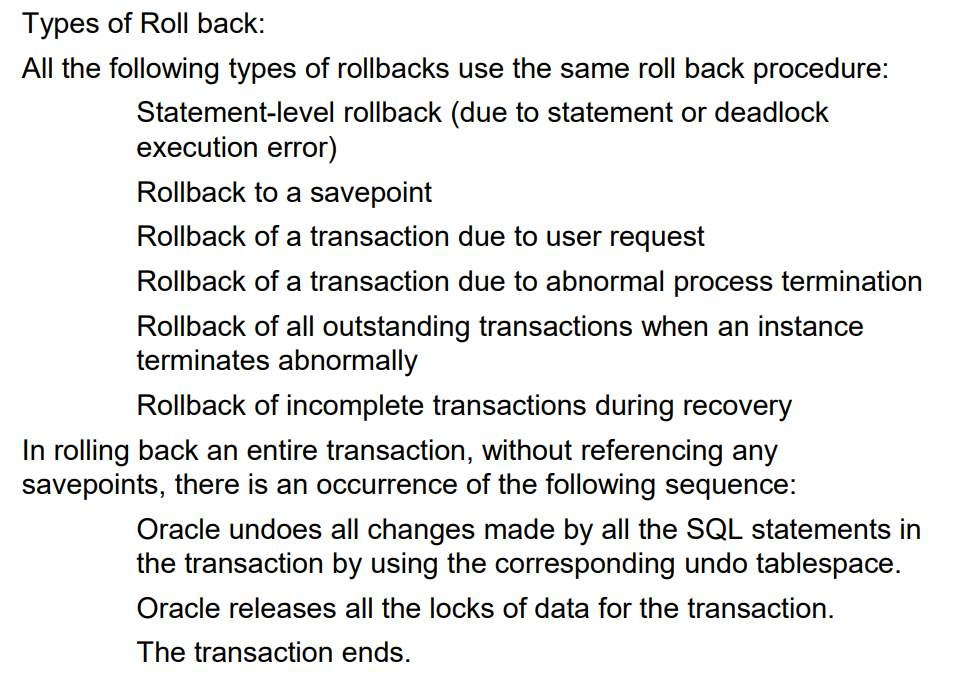 Types of Roll back:
All the following types of rollbacks use the same roll back procedure:
Statement-level rollback (due to statement or deadlock
execution error)
Rollback to a savepoint
Rollback of a transaction due to user request
Rollback of a transaction due to abnormal process termination
Rollback of all outstanding transactions when an instance
terminates abnormally
Rollback of incomplete transactions during recovery
In rolling back an entire transaction, without referencing any
savepoints, there is an occurrence of the following sequence:
Oracle undoes all changes made by all the SQL statements in
the transaction by using the corresponding undo tablespace.
Oracle releases all the locks of data for the transaction.
The transaction ends.